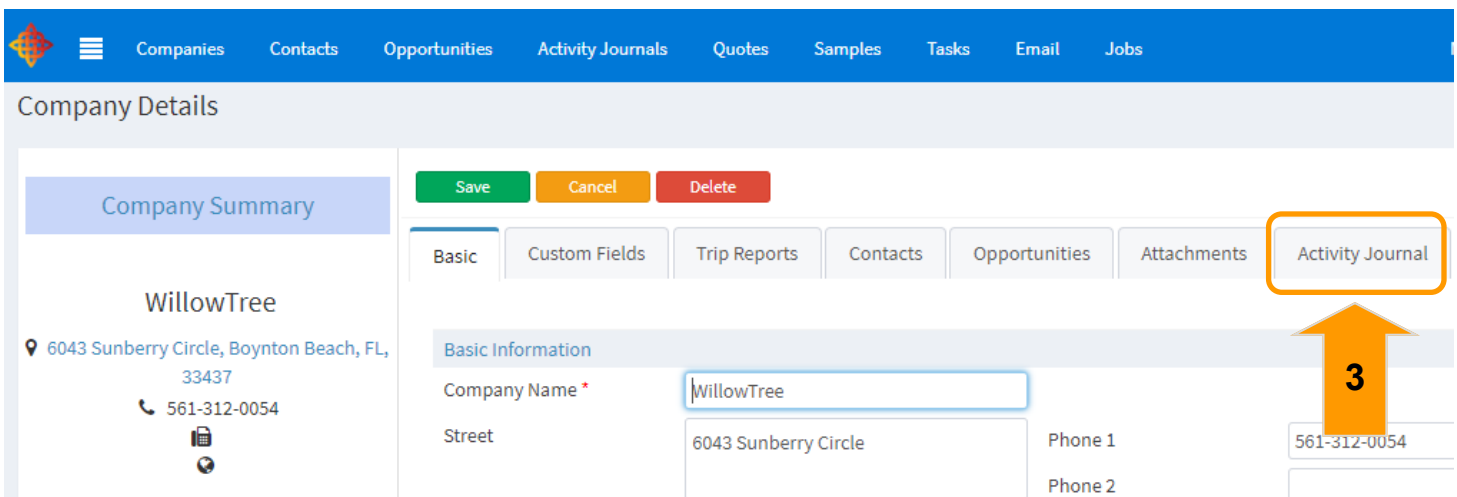 Companies Contacts Opportunities Activity Journals Quotes Samples Tasks Email Jobs
Company Details
Company Summary
WillowTree
6043 Sunberry Circle, Boynton Beach, FL,
33437
561-312-0054
Save Cancel Delete
Basic Custom Fields Trip Reports Contacts Opportunities Attachments Activity Journal
3
Basic Information
Company Name * WillowTree
Street 6043 Sunberry Circle Phone 1 561-312-0054
Phone 2